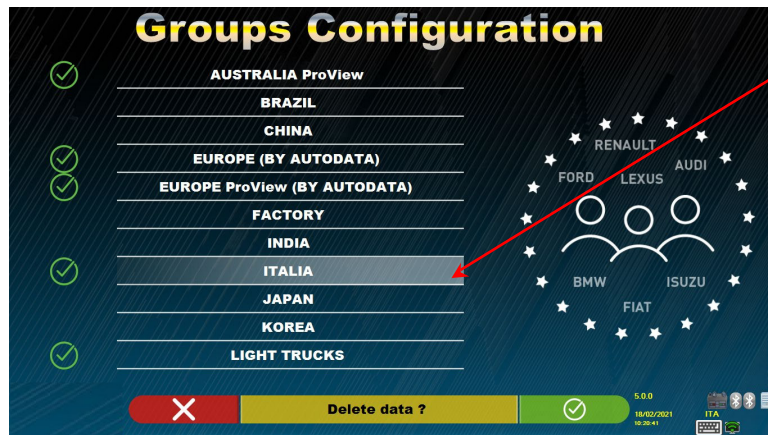 Groups Configuration
AUSTRALIA ProView
BRAZIL
CHINA
EUROPE (BY AUTODATA)
EUROPE ProView (BY AUTODATA)
FACTORY
INDIA
ITALIA
JAPAN
KOREA
LIGHT TRUCKS
RENAULT
FORD
LEXUS
AUDI
BMW
ISUZU
FIAT
Delete data ?
5.0.0
18/02/2021
10:20:41
ITA